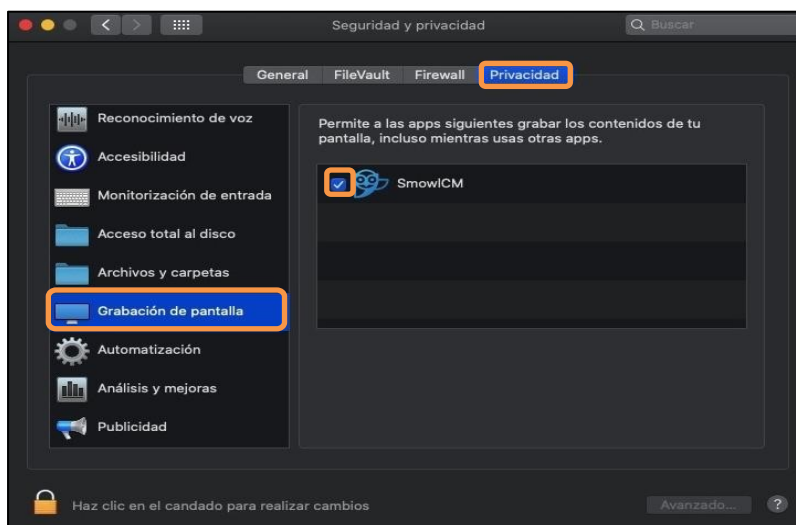 Seguridad y privacidad
Buscar
General FileVault Firewall Privacidad
Reconocimiento de voz
Accesibilidad
Monitorización de entrada
Acceso total al disco
Archivos y carpetas
Grabación de pantalla
Automatización
Análisis y mejoras
Publicidad
Permite a las apps siguientes grabar los contenidos de tu
pantalla, incluso mientras usas otras apps.
SmowlCM
Haz clic en el candado para realizar cambios
Avanzado... ?